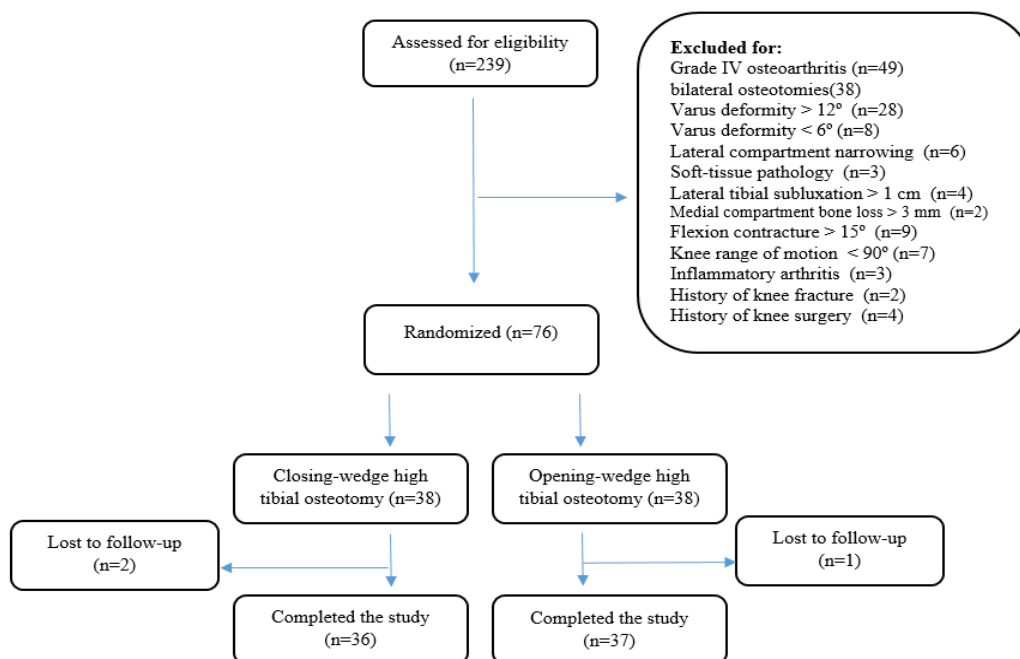 Assessed for eligibility
(n=239)
Excluded for:
Grade IV osteoarthritis (n=49)
bilateral osteotomies(38)
Varus deformity > 12º (n=28)
Varus deformity < 6º (n=8)
Lateral compartment narrowing (n=6)
Soft-tissue pathology (n=3)
Lateral tibial subluxation > 1 cm (n=4)
Medial compartment bone loss > 3 mm (n=2)
Flexion contracture > 15º (n=9)
Knee range of motion < 90º (n=7)
Inflammatory arthritis (n=3)
History of knee fracture (n=2)
History of knee surgery (n=4)
Randomized (n=76)
Closing-wedge high
tibial osteotomy (n=38)
Opening-wedge high
tibial osteotomy (n=38)
Lost to follow-up
(n=2)
Lost to follow-up
(n=1)
Completed the study
(n=36)
Completed the study
(n=37)